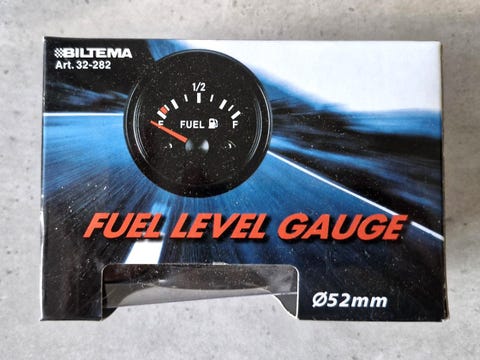 BILTEMA
Art. 32-282
1/2
E FUEL F
FUEL LEVEL GAUGE
Ø52mm